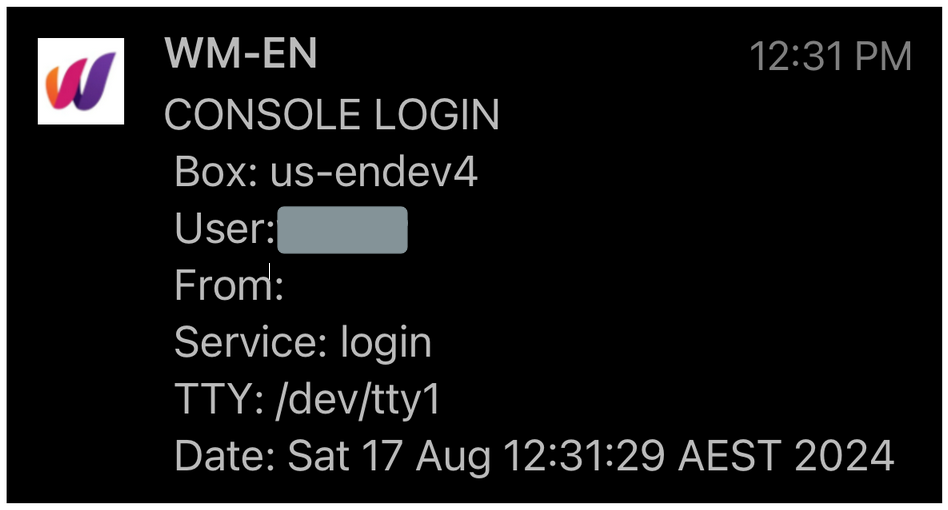 WM-EN
12:31 PM
CONSOLE LOGIN
Box: us-endev4
User:
From:
Service: login
TTY: /dev/tty1
Date: Sat 17 Aug 12:31:29 AEST 2024